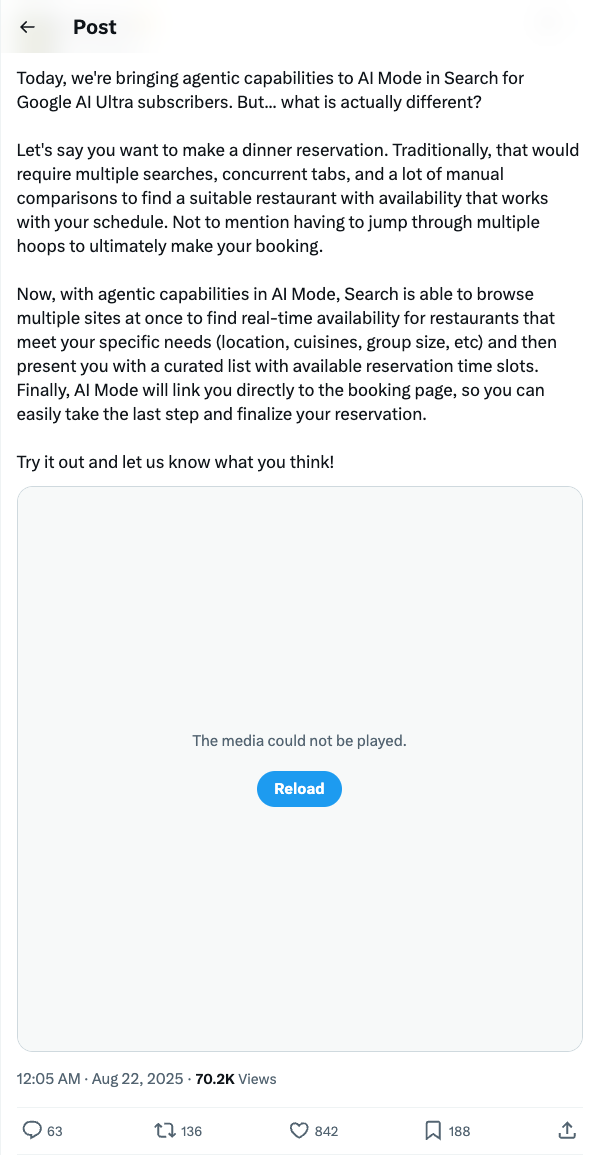 Post
Today, we're bringing agentic capabilities to AI Mode in Search for
Google AI Ultra subscribers. But... what is actually different?
Let's say you want to make a dinner reservation. Traditionally, that would
require multiple searches, concurrent tabs, and a lot of manual
comparisons to find a suitable restaurant with availability that works
with your schedule. Not to mention having to jump through multiple
hoops to ultimately make your booking.
Now, with agentic capabilities in AI Mode, Search is able to browse
multiple sites at once to find real-time availability for restaurants that
meet your specific needs (location, cuisines, group size, etc) and then
present you with a curated list with available reservation time slots.
Finally, AI Mode will link you directly to the booking page, so you can
easily take the last step and finalize your reservation.
Try it out and let us know what you think!
The media could not be played.
Reload
12:05 AM · Aug 22, 2025 · 70.2K Views
63 136 842 188